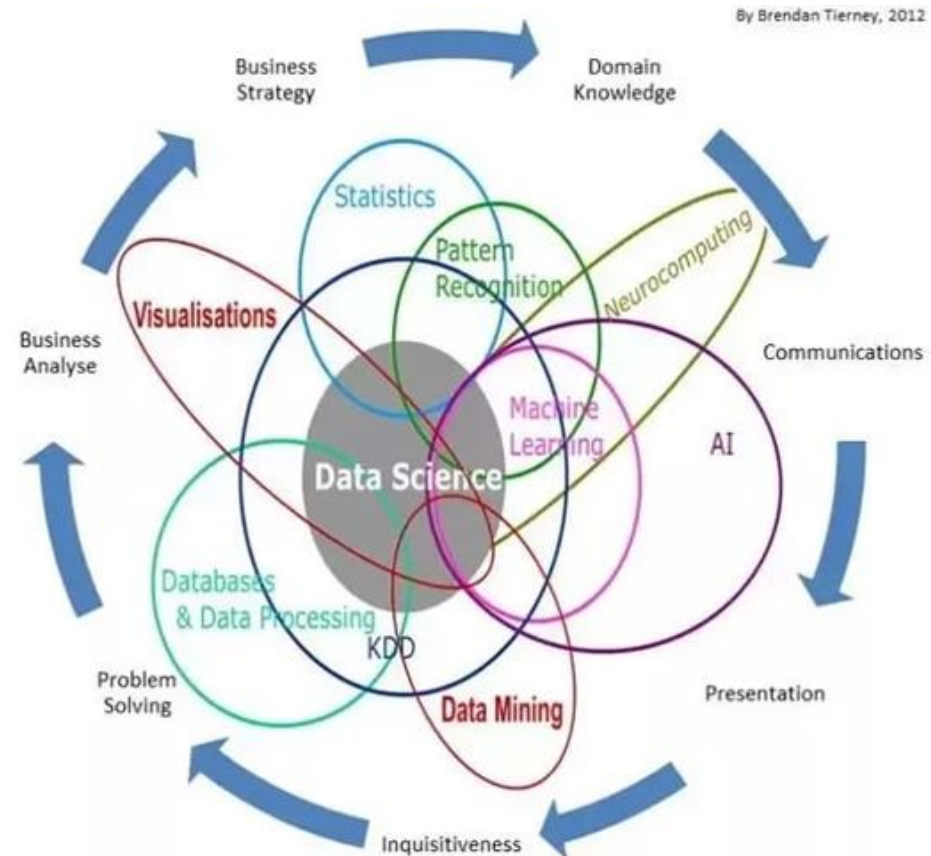 By Brendan Tierney, 2012
Business
Strategy
Domain
Knowledge
Statistics
Pattern
Recognition
Neurocomputing
Visualisations
Business
Analyse
Communications
Machine
Learning
AI
Data Science
Databases
& Data Processing
KDD
Problem
Solving
Data Mining
Presentation
Inquisitiveness